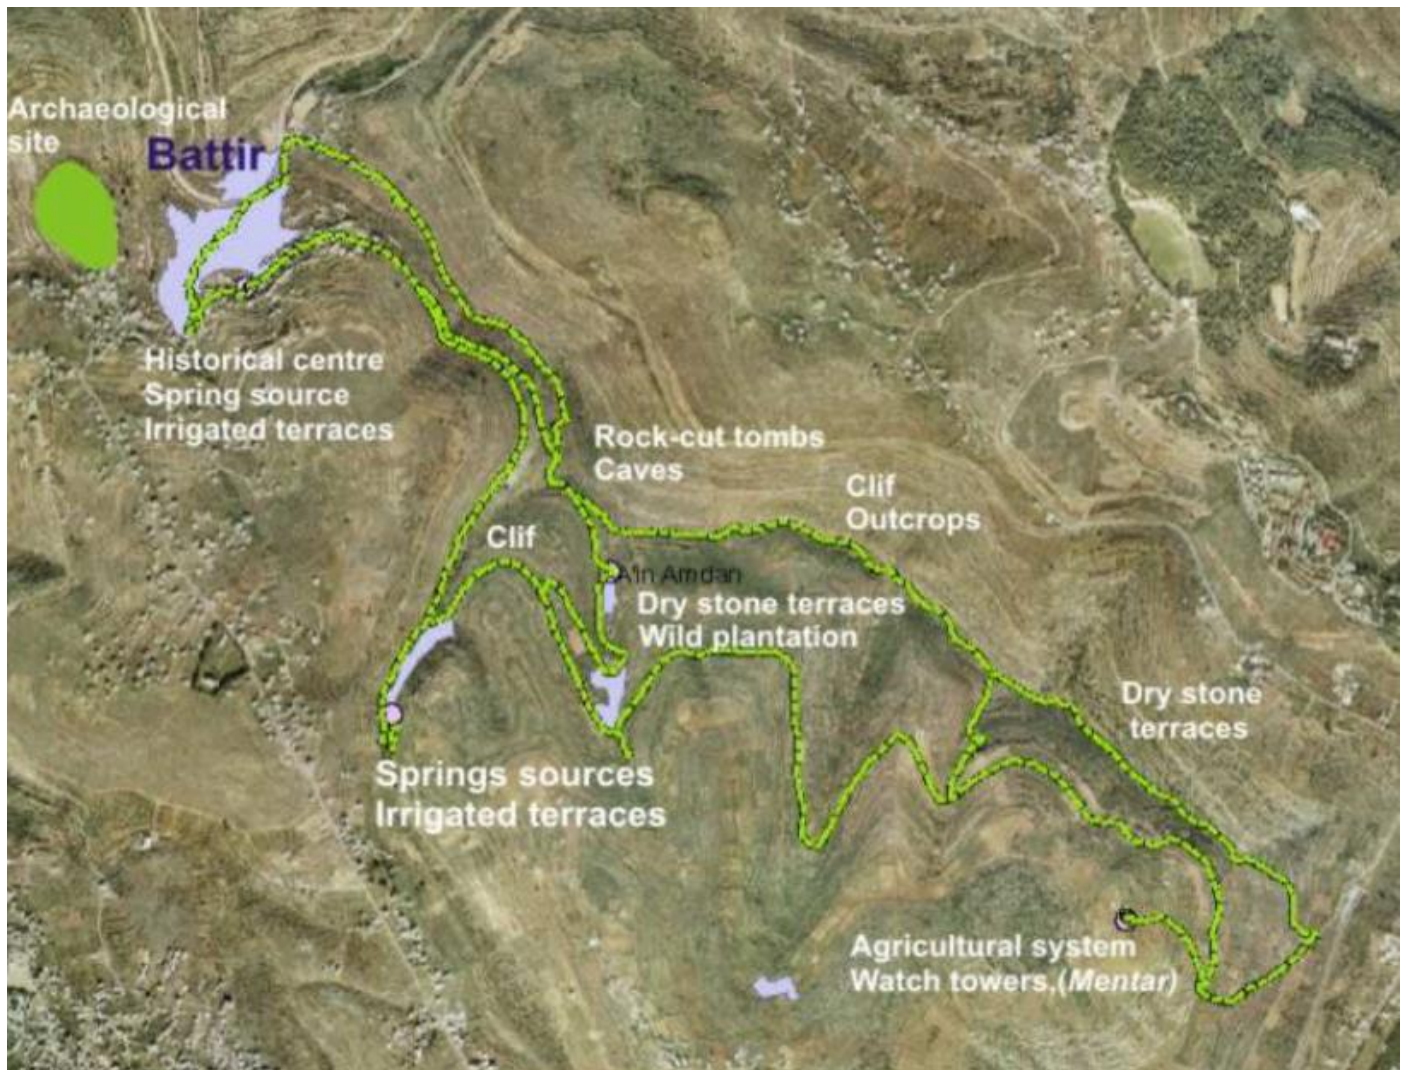 Archaeological
site
Battir
Historical centre
Spring source
Irrigated terraces
Rock-cut tombs
Caves
Clif
Outcrops
Clif
A'in Amdan
Dry stone terraces
Wild plantation
Dry stone
terraces
Springs sources
Irrigated terraces
Agricultural system
Watch towers.(Mentar)